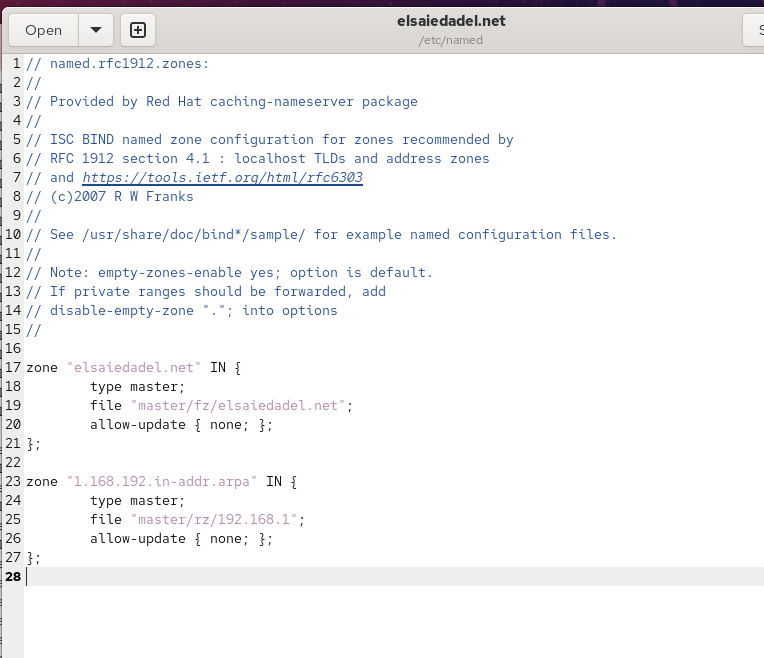 Open
elsaiedadel.net
/etc/named
S
1 // named.rfc1912.zones:
2 //
3 // Provided by Red Hat caching-nameserver package
4 //
5 // ISC BIND named zone configuration for zones recommended by
6 // RFC 1912 section 4.1 : localhost TLDs and address zones
7 // and https://tools.ietf.org/html/rfc6303
8 // (c)2007 R W Franks
9 //
10 // See /usr/share/doc/bind*/sample/ for example named configuration files.
11 //
12 // Note: empty-zones-enable yes; option is default.
13 // If private ranges should be forwarded, add
14 // disable-empty-zone "."; into options
15 //
16
17 zone "elsaiedadel.net" IN {
18         type master;
19         file "master/fz/elsaiedadel.net";
20         allow-update { none; };
21 };
22
23 zone "1.168.192.in-addr.arpa" IN {
24         type master;
25         file "master/rz/192.168.1";
26         allow-update { none; };
27 };
28